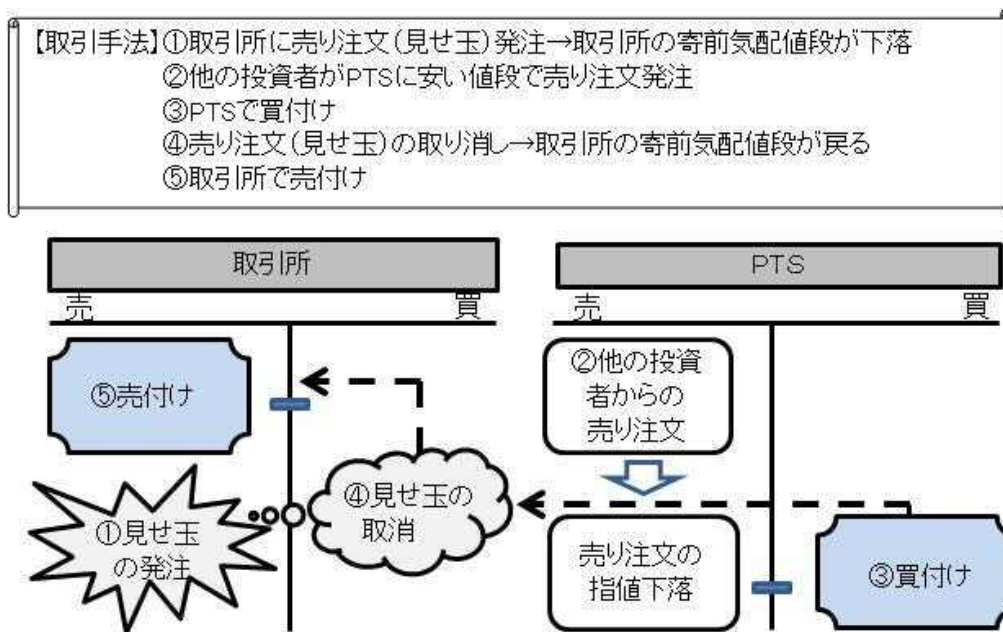 【取引手法】①取引所に売り注文(見せ玉)発注→取引所の寄前気配値段が下落
②他の投資者がPTSに安い値段で売り注文発注
③PTSで買付け
④売り注文(見せ玉)の取り消し→取引所の寄前気配値段が戻る
⑤取引所で売付け
取引所
PTS
売
買
売
買
⑤売付け
②他の投資
者からの
売り注文
①見せ玉
の発注
④見せ玉の
取消
売り注文の
指値下落
③買付け